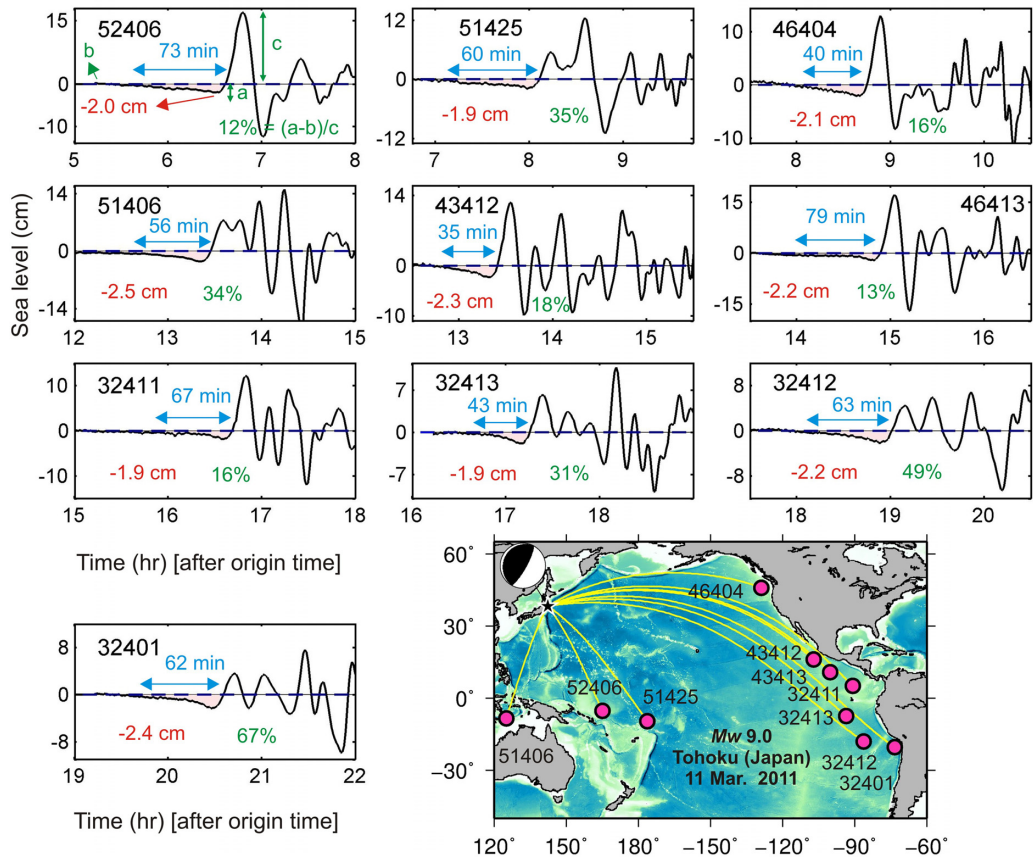 52406
15
b
73 min
c
0
-2.0 cm
a
-10
12% = (a-b)/c
5 6 7 8
51425
12
60 min
0
-1.9 cm
35%
-12
7 8 9
46404
10
40 min
0
-2.1 cm
16%
-10
8 9 10
Sea level (cm)
51406
14
56 min
0
-2.5 cm
34%
-14
12 13 14 15
43412
14
35 min
0
-2.3 cm
18%
-10
13 14 15
46413
15
79 min
0
-2.2 cm
13%
-15
14 15 16
32411
10
67 min
0
-1.9 cm
16%
-10
15 16 17 18
32413
7
43 min
0
-1.9 cm
31%
-7
16 17 18
32412
8
63 min
0
-2.2 cm
49%
-8
18 19 20
Time (hr) [after origin time]
32401
8
62 min
0
-2.4 cm
67%
-8
19 20 21 22
Time (hr) [after origin time]
60˚
30˚
0˚
−30˚
46404
43412
43413
32411
32413
32412
32401
52406
51425
51406
Mw 9.0
Tohoku (Japan)
11 Mar. 2011
120˚ 150˚ 180˚ −150˚ −120˚ −90˚ −60˚